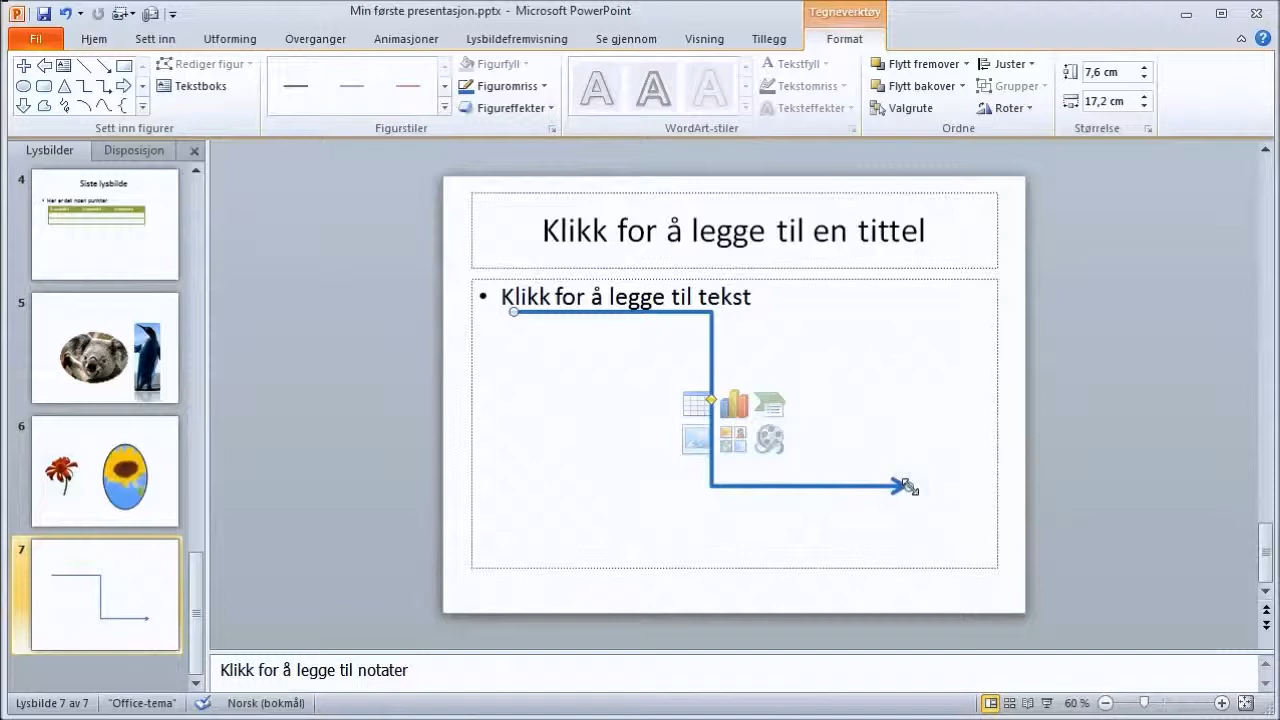 Min første presentasjon.pptx - Microsoft PowerPoint
Tegneverktøy
Fil Hjem Sett inn Utforming Overganger Animasjoner Lysbildefremvisning Se gjennom Visning Tillegg Format
Rediger figur
Tekstboks
Sett inn figurer
Figurfyll
Figuromriss
Figureffekter
Figurstiler
A A A
Tekstfyll
Tekstomriss
Teksteffekter
WordArt-stiler
Flytt fremover
Flytt bakover
Valgrute
Juster
Grupper
Roter
Ordne
7,6 cm
17,2 cm
Størrelse
Lysbilder Disposisjon
4
Siste lysbilde
5
6
7
Klikk for å legge til en tittel
• Klikk for å legge til tekst
Klikk for å legge til notater
Lysbilde 7 av 7 "Office-tema" Norsk (bokmål) 60 %